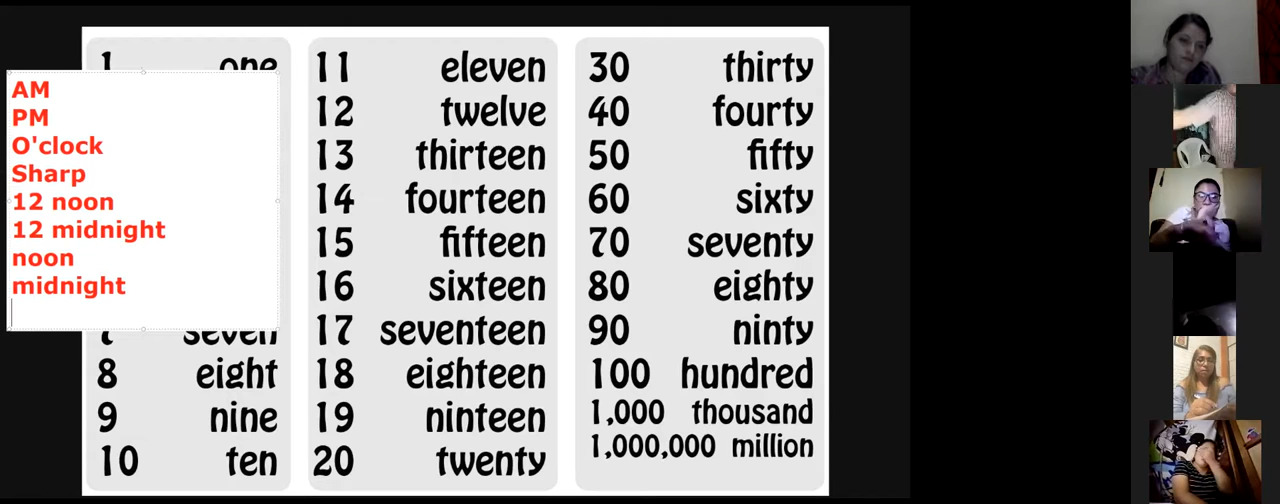 AM
PM
O'clock
Sharp
12 noon
12 midnight
noon
midnight
1 one
seven
8 eight
9 nine
10 ten
11 eleven
12 twelve
13 thirteen
14 fourteen
15 fifteen
16 sixteen
17 seventeen
18 eighteen
19 ninteen
20 twenty
30 thirty
40 fourty
50 fifty
60 sixty
70 seventy
80 eighty
90 ninty
100 hundred
1,000 thousand
1,000,000 million